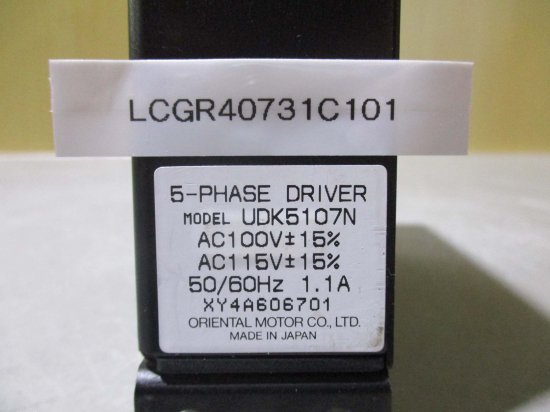 LCGR40731C101
5-PHASE DRIVER
MODEL UDK5107N
AC100V±15%
AC115V±15%
50/60Hz 1.1A
XY4A606701
ORIENTAL MOTOR CO., LTD.
MADE IN JAPAN